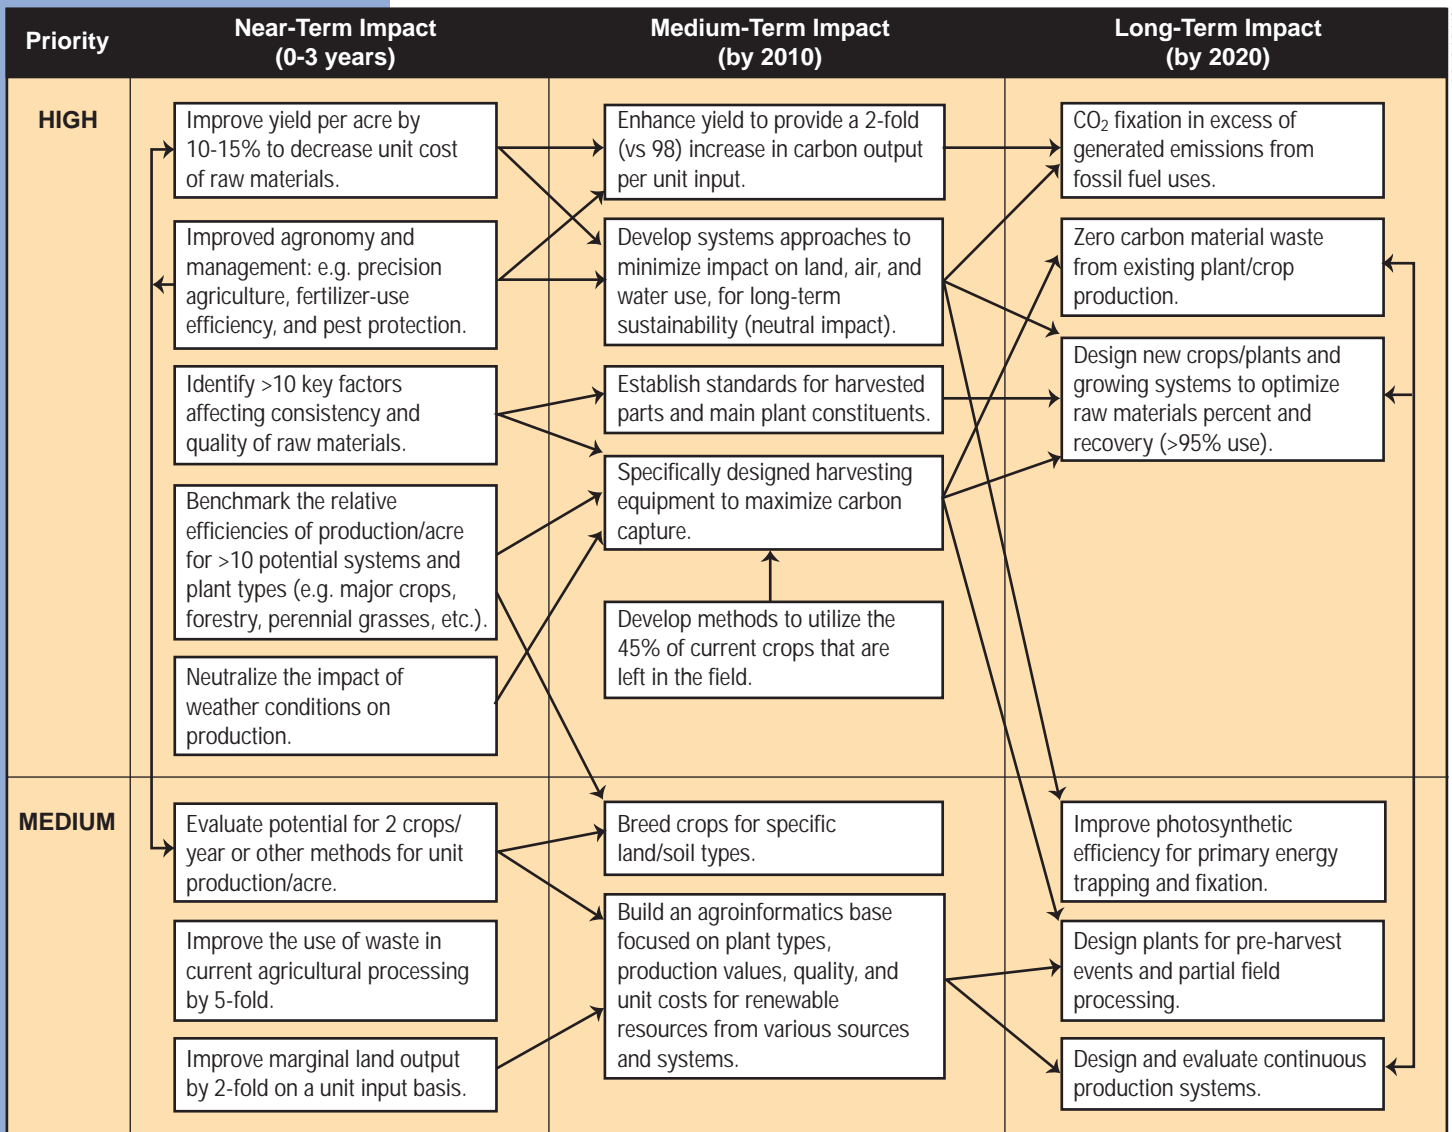 Priority
Near-Term Impact
(0-3 years)
Medium-Term Impact
(by 2010)
Long-Term Impact
(by 2020)
HIGH
Improve yield per acre by
10-15% to decrease unit cost
of raw materials.
Improved agronomy and
management: e.g. precision
agriculture, fertilizer-use
efficiency, and pest protection.
Identify >10 key factors
affecting consistency and
quality of raw materials.
Benchmark the relative
efficiencies of production/acre
for >10 potential systems and
plant types (e.g. major crops,
forestry, perennial grasses, etc.).
Neutralize the impact of
weather conditions on
production.
Enhance yield to provide a 2-fold
(vs 98) increase in carbon output
per unit input.
Develop systems approaches to
minimize impact on land, air, and
water use, for long-term
sustainability (neutral impact).
Establish standards for harvested
parts and main plant constituents.
Specifically designed harvesting
equipment to maximize carbon
capture.
Develop methods to utilize the
45% of current crops that are
left in the field.
CO₂ fixation in excess of
generated emissions from
fossil fuel uses.
Zero carbon material waste
from existing plant/crop
production.
Design new crops/plants and
growing systems to optimize
raw materials percent and
recovery (>95% use).
MEDIUM
Evaluate potential for 2 crops/
year or other methods for unit
production/acre.
Improve the use of waste in
current agricultural processing
by 5-fold.
Improve marginal land output
by 2-fold on a unit input basis.
Breed crops for specific
land/soil types.
Build an agroinformatics base
focused on plant types,
production values, quality, and
unit costs for renewable
resources from various sources
and systems.
Improve photosynthetic
efficiency for primary energy
trapping and fixation.
Design plants for pre-harvest
events and partial field
processing.
Design and evaluate continuous
production systems.